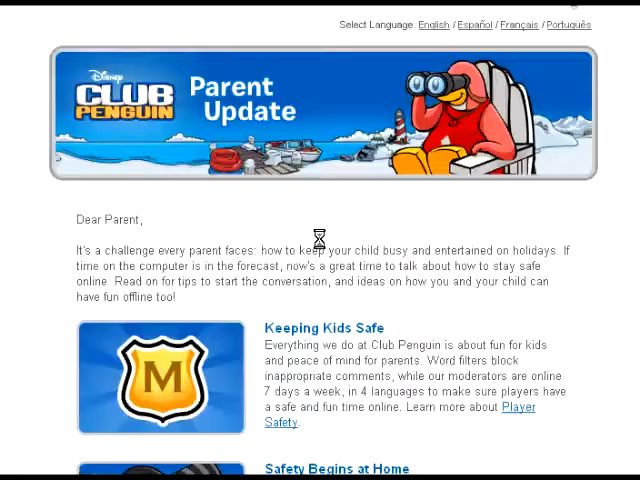 Select Language: English / Español / Français / Português
Disney
CLUB
PENGUIN
Parent
Update
Dear Parent,
It's a challenge every parent faces: how to keep your child busy and entertained on holidays. If
time on the computer is in the forecast, now's a great time to talk about how to stay safe
online. Read on for tips to start the conversation, and ideas on how you and your child can
have fun offline too!
Keeping Kids Safe
Everything we do at Club Penguin is about fun for kids
and peace of mind for parents. Word filters block
inappropriate comments, while our moderators are online
7 days a week, in 4 languages to make sure players have
a safe and fun time online. Learn more about Player
Safety.
M
Safety Begins at Home